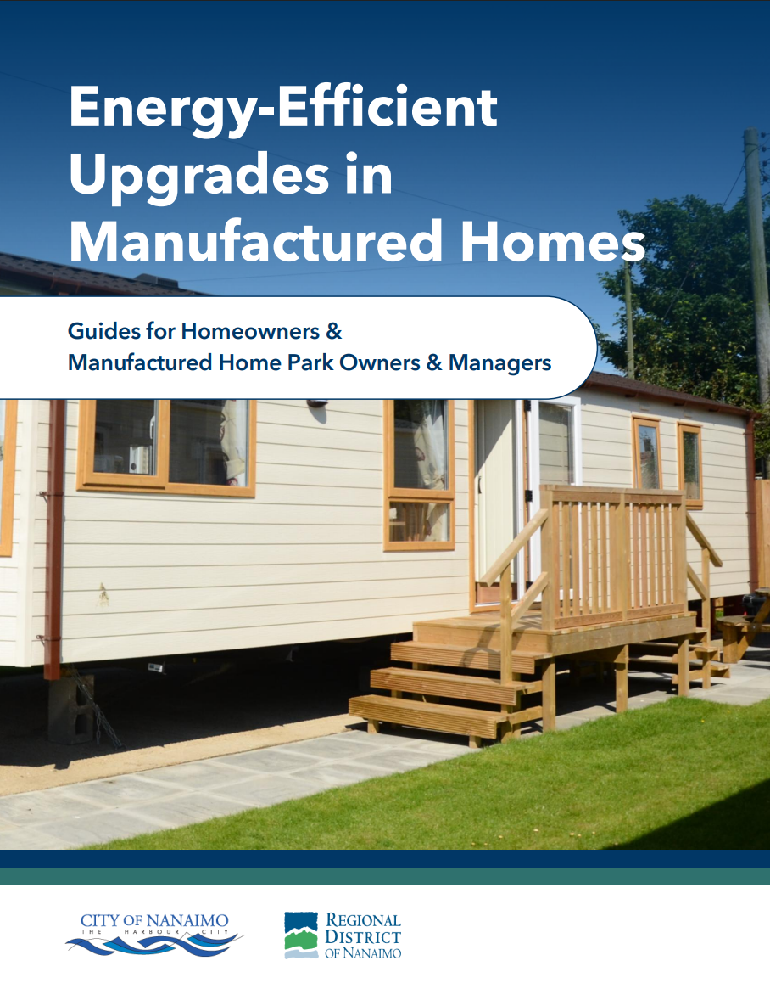 Energy-Efficient
Upgrades in
Manufactured Homes
Guides for Homeowners &
Manufactured Home Park Owners & Managers
CITY OF NANAIMO
THE HARBOUR CITY
REGIONAL
DISTRICT
OF NANAIMO